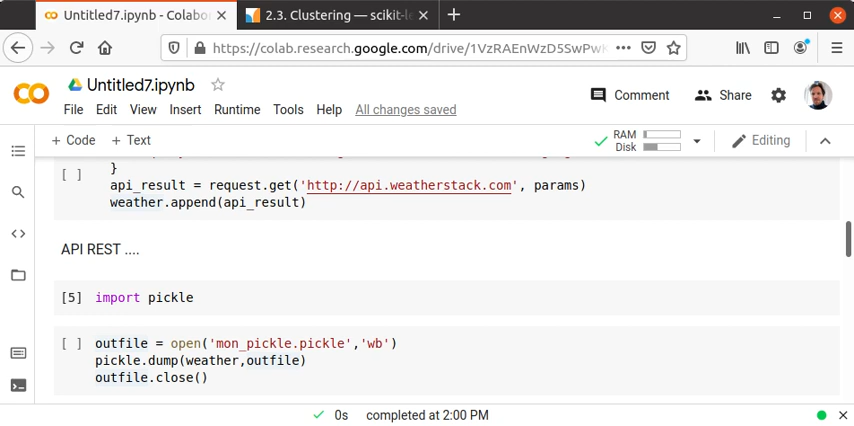 Untitled7.ipynb - Colabo
2.3. Clustering — scikit-le
https://colab.research.google.com/drive/1VzRAEnWzD5SwPwK
Untitled7.ipynb
File Edit View Insert Runtime Tools Help All changes saved
Comment
Share
+ Code + Text
RAM
Disk
Editing
[ ]
}
api_result = request.get('http://api.weatherstack.com', params)
weather.append(api_result)
API REST ....
[5] import pickle
[ ] outfile = open('mon_pickle.pickle','wb')
pickle.dump(weather,outfile)
outfile.close()
0s completed at 2:00 PM